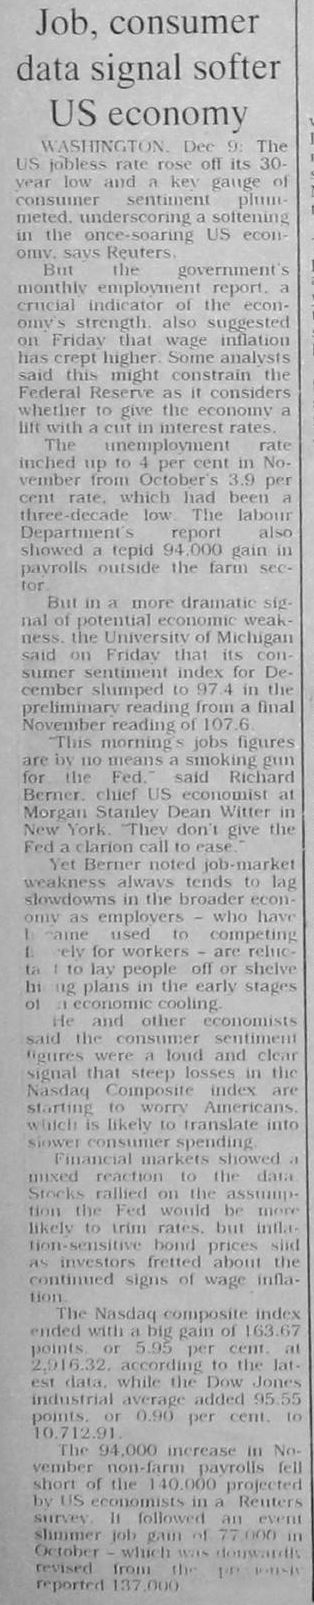 Job, consumer
data signal softer
US economy
WASHINGTON, Dec 9: The
US jobless rate rose off its 30-
year low and a key gauge of
consumer sentiment plum-
meted, underscoring a softening
in the once-soaring US econ-
omy, says Reuters.
But the government's
monthly employment report, a
crucial indicator of the econ-
omy's strength, also suggested
on Friday that wage inflation
has crept higher. Some analysts
said this might constrain the
Federal Reserve as it considers
whether to give the economy a
lift with a cut in interest rates.
The unemployment rate
inched up to 4 per cent in No-
vember from October's 3.9 per
cent rate, which had been a
three-decade low. The labour
Department's report also
showed a tepid 94,000 gain in
payrolls outside the farm sec-
tor.
But in a more dramatic sig-
nal of potential economic weak-
ness, the University of Michigan
said on Friday that its con-
sumer sentiment index for De-
cember slumped to 97.4 in the
preliminary reading from a final
November reading of 107.6.
"This morning's jobs figures
are by no means a smoking gun
for the Fed," said Richard
Berner, chief US economist at
Morgan Stanley Dean Witter in
New York. "They don't give the
Fed a clarion call to ease."
Yet Berner noted job-market
weakness always tends to lag
slowdowns in the broader econ-
omy as employers – who have
used to competing
for workers – are reluc-
to lay people off or shelve
plans in the early stages
economic cooling.
He and other economists
said the consumer sentiment
figures were a loud and clear
signal that steep losses in the
Nasdaq Composite index are
starting to worry Americans,
which is likely to translate into
slower consumer spending.
Financial markets showed a
mixed reaction to the data.
Stocks rallied on the assump-
tion the Fed would be more
likely to trim rates, but infla-
tion-sensitive bond prices slid
as investors fretted about the
continued signs of wage infla-
tion.
The Nasdaq composite index
ended with a big gain of 163.67
points, or 5.95 per cent, at
2,916.32, according to the lat-
est data, while the Dow Jones
industrial average added 95.55
points, or 0.90 per cent, to
10,712.91.
The 94,000 increase in No-
vember non-farm payrolls fell
short of the 140,000 projected
by US economists in a Reuters
survey. It followed an event
slimmer job gain of 77,000 in
October – which was downwardly
revised from the previously
reported 137,000